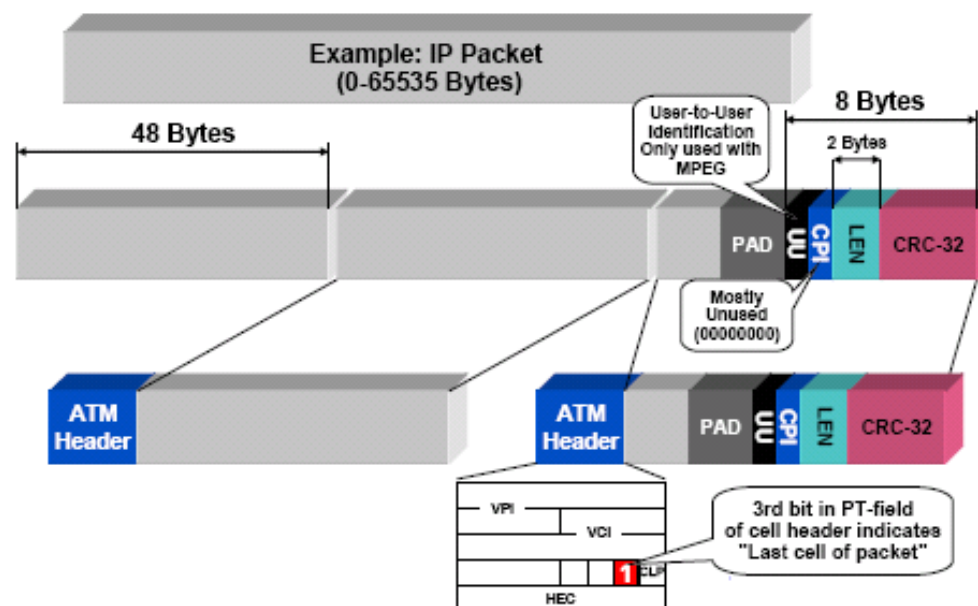 Example: IP Packet
(0-65535 Bytes)
48 Bytes
User-to-User
Identification
Only used with
MPEG
8 Bytes
2 Bytes
PAD
UU
CPI
LEN
CRC-32
Mostly
Unused
(00000000)
ATM
Header
ATM
Header
PAD
UU
CPI
LEN
CRC-32
VPI
VCI
1
CLP
HEC
3rd bit in PT-field
of cell header indicates
"Last cell of packet"